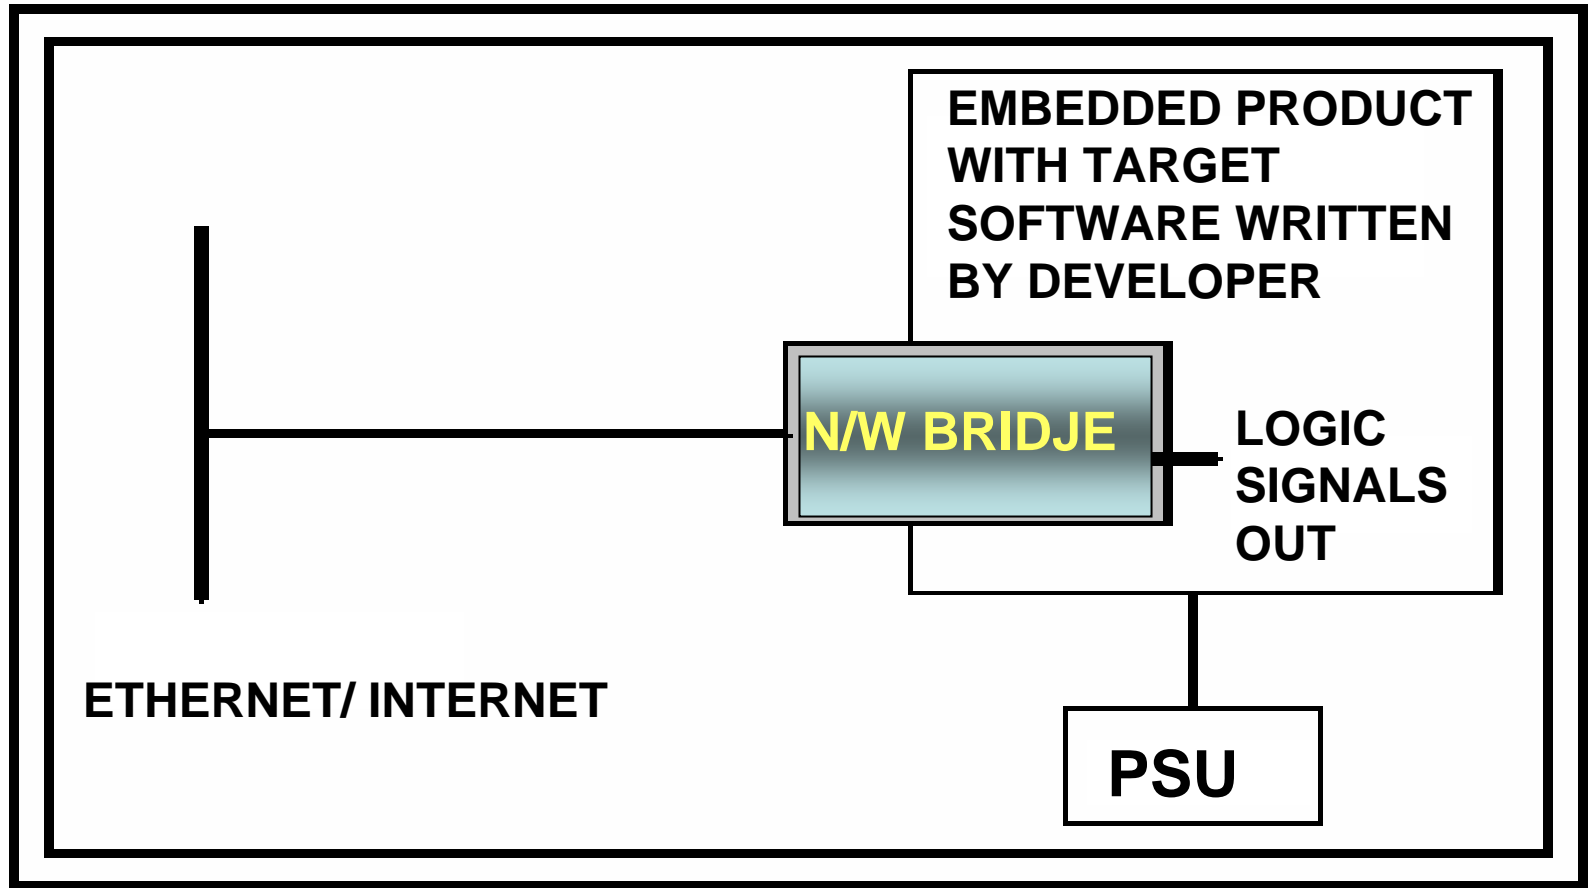 EMBEDDED PRODUCT
WITH TARGET
SOFTWARE WRITTEN
BY DEVELOPER
N/W BRIDJE
LOGIC
SIGNALS
OUT
ETHERNET/ INTERNET
PSU